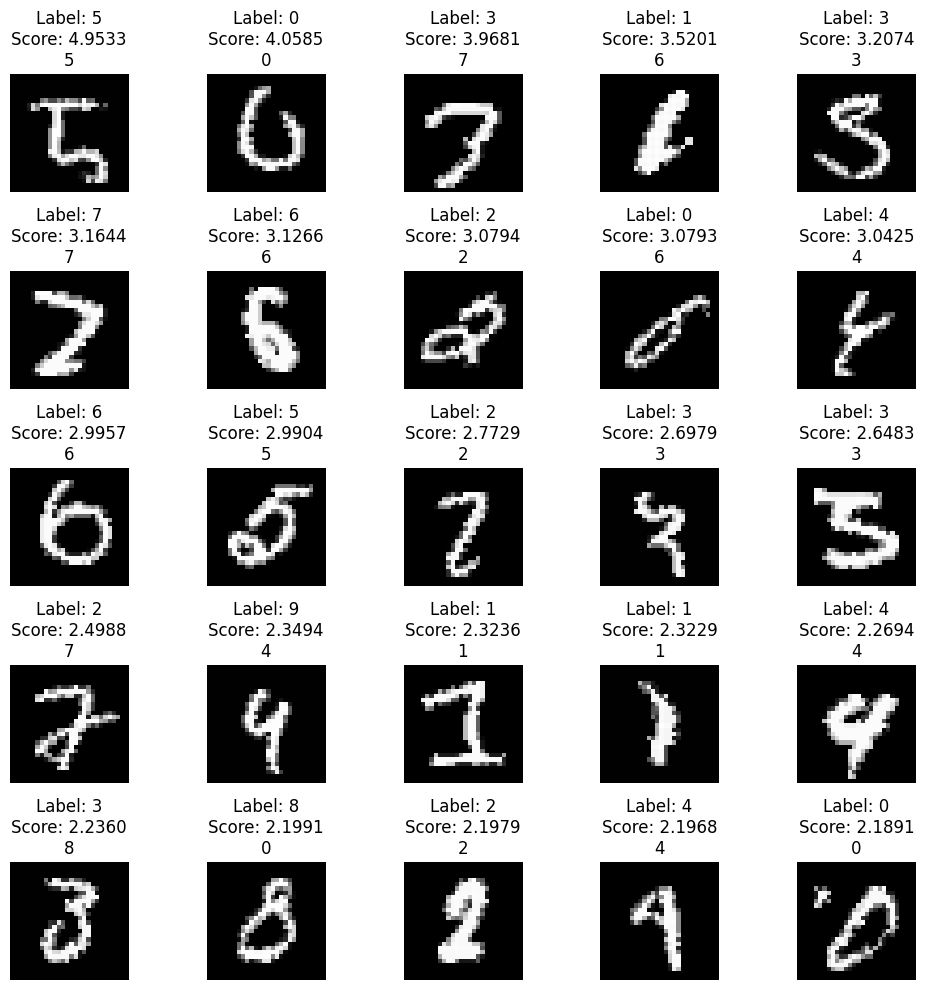 Label: 5 Label: 0 Label: 3 Label: 1 Label: 3
Score: 4.9533 Score: 4.0585 Score: 3.9681 Score: 3.5201 Score: 3.2074
5 0 7 6 3
Label: 7 Label: 6 Label: 2 Label: 0 Label: 4
Score: 3.1644 Score: 3.1266 Score: 3.0794 Score: 3.0793 Score: 3.0425
7 6 2 6 4
Label: 6 Label: 5 Label: 2 Label: 3 Label: 3
Score: 2.9957 Score: 2.9904 Score: 2.7729 Score: 2.6979 Score: 2.6483
6 5 2 3 3
Label: 2 Label: 9 Label: 1 Label: 1 Label: 4
Score: 2.4988 Score: 2.3494 Score: 2.3236 Score: 2.3229 Score: 2.2694
7 4 1 1 4
Label: 3 Label: 8 Label: 2 Label: 4 Label: 0
Score: 2.2360 Score: 2.1991 Score: 2.1979 Score: 2.1968 Score: 2.1891
8 0 2 4 0